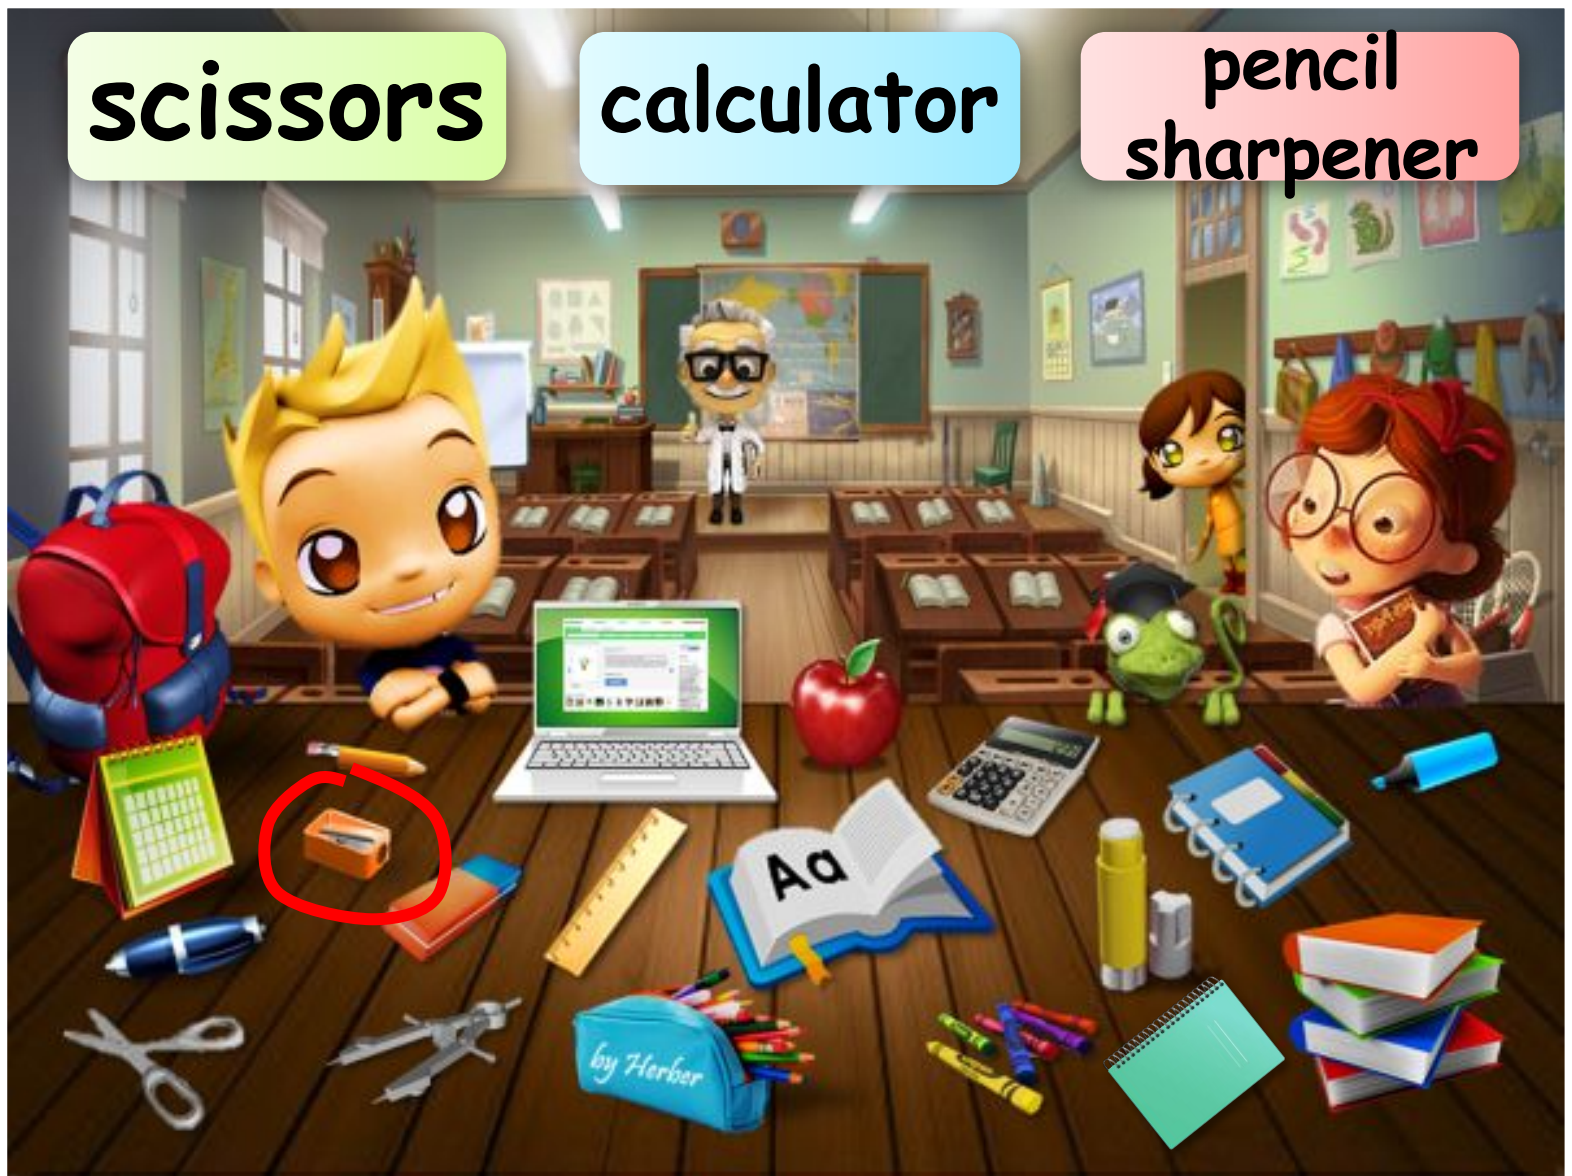 scissors
calculator
pencil
sharpener
Aa
by Herber